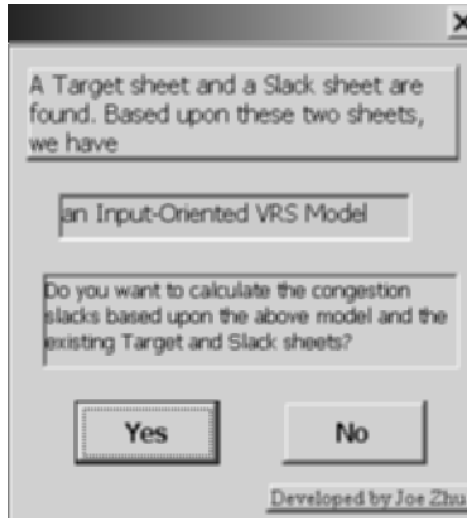 A Target sheet and a Slack sheet are
found. Based upon these two sheets,
we have
an Input-Oriented VRS Model
Do you want to calculate the congestion
slacks based upon the above model and the
existing Target and Slack sheets?
Yes No
Developed by Joe Zhu